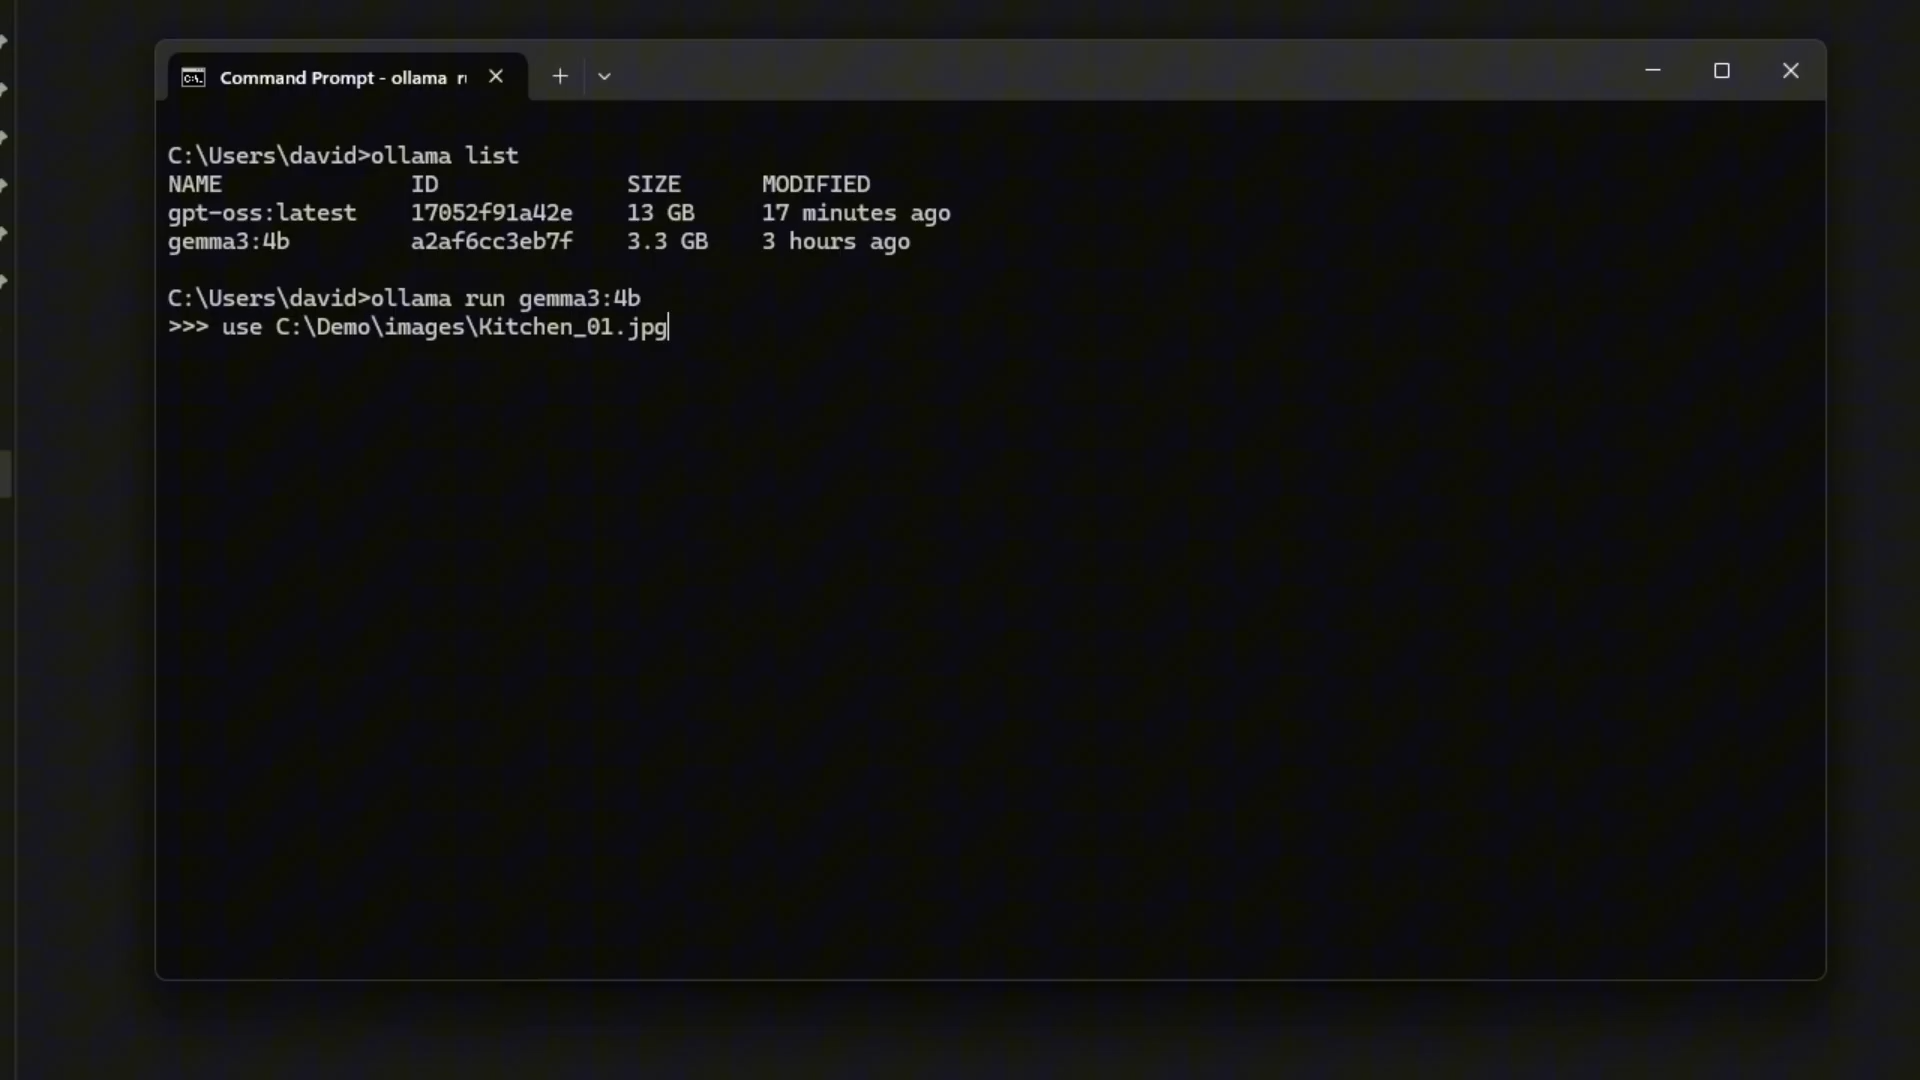 Command Prompt - ollama
C:\Users\david>ollama list
NAME ID SIZE MODIFIED
gpt-oss:latest 17052f91a42e 13 GB 17 minutes ago
gemma3:4b a2af6cc3eb7f 3.3 GB 3 hours ago
C:\Users\david>ollama run gemma3:4b
>>> use C:\Demo\images\Kitchen_01.jpg